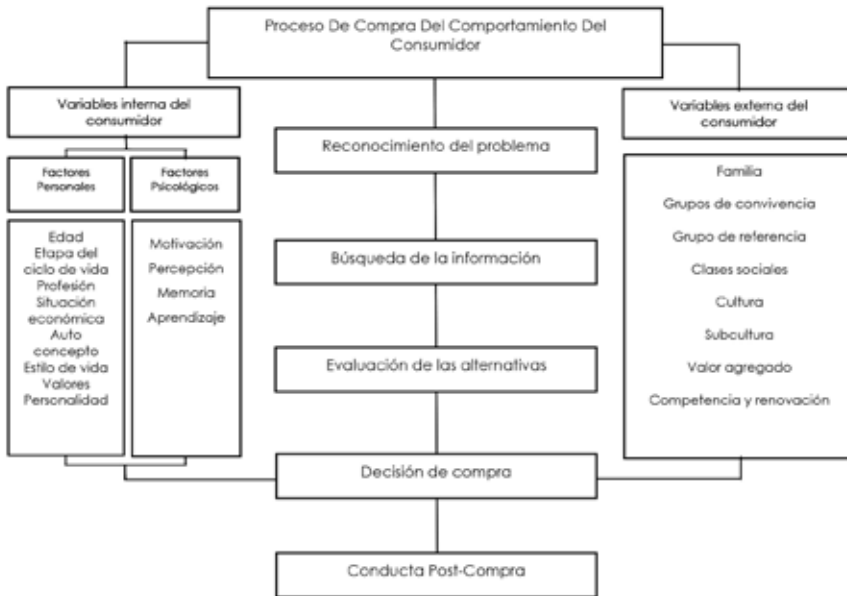 Proceso De Compra Del Comportamiento Del
Consumidor
Variables interna del
consumidor
Factores
Personales
Edad
Etapa del
ciclo de vida
Profesión
Situación
económica
Auto
concepto
Estilo de vida
Valores
Personalidad
Factores
Psicológicos
Motivación
Percepción
Memoria
Aprendizaje
Reconocimiento del problema
Búsqueda de la información
Evaluación de las alternativas
Decisión de compra
Conducta Post-Compra
Variables externa del
consumidor
Familia
Grupos de convivencia
Grupo de referencia
Clases sociales
Cultura
Subcultura
Valor agregado
Competencia y renovación